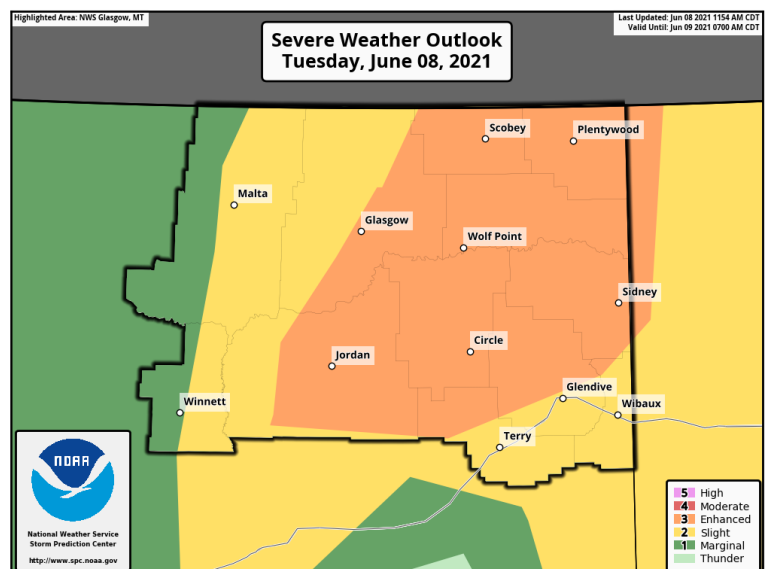 Highlighted Area: NWS Glasgow, MT
Last Updated: Jun 08 2021 1154 AM CDT
Valid Until: Jun 09 2021 0700 AM CDT
Severe Weather Outlook
Tuesday, June 08, 2021
Scobey
Plentywood
Malta
Glasgow
Wolf Point
Sidney
Circle
Jordan
Glendive
Winnett
Wibaux
Terry
NOAA
National Weather Service
Storm Prediction Center
http://www.spc.noaa.gov
5 High
4 Moderate
3 Enhanced
2 Slight
1 Marginal
Thunder